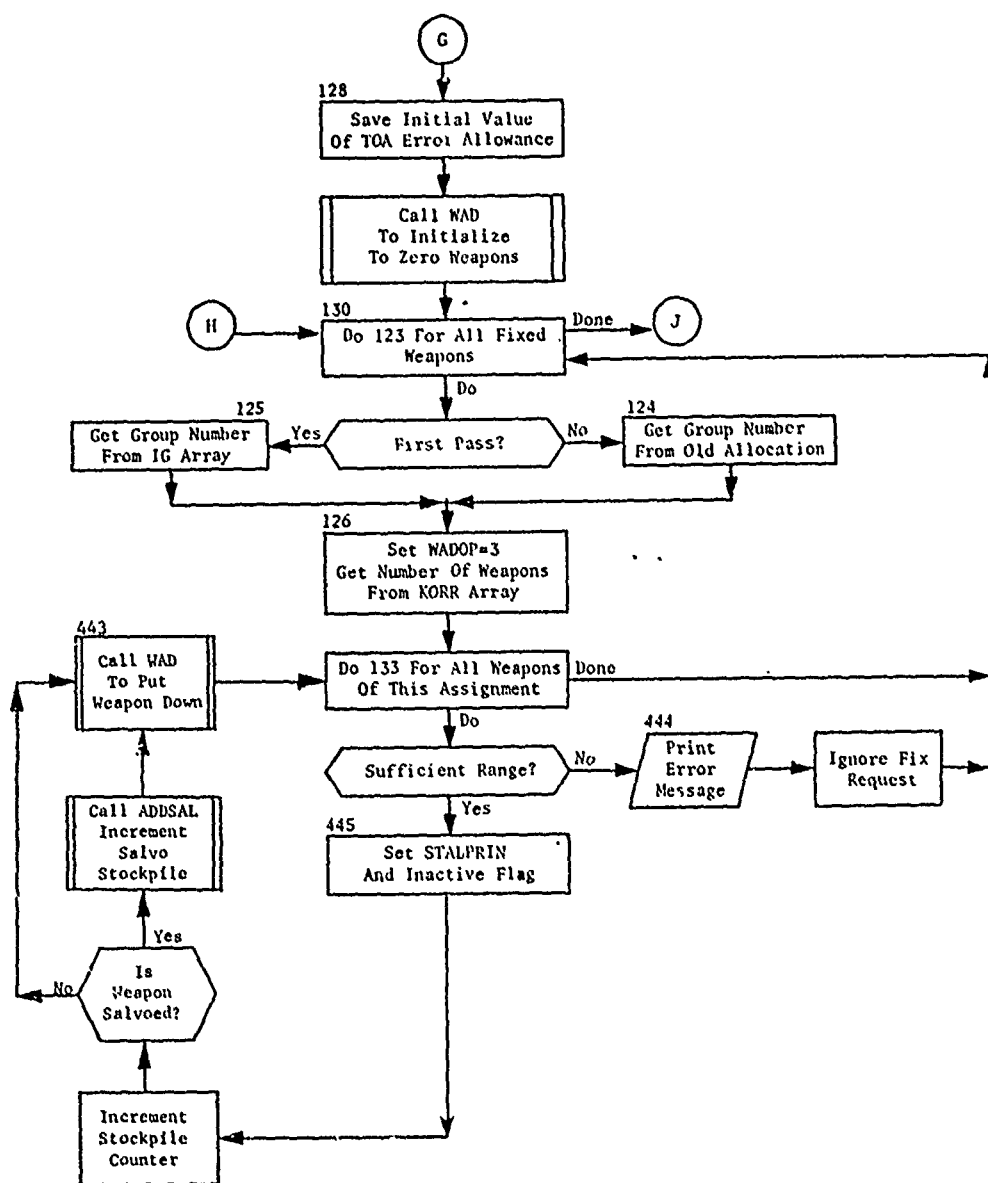 G
128
Save Initial Value
Of TOA Error Allowance
Call WAD
To Initialize
To Zero Weapons
130
H
Do 123 For All Fixed
Weapons
Done
J
Do
125
Get Group Number
From IG Array
Yes
First Pass?
No
124
Get Group Number
From Old Allocation
126
Set WADOP=3
Get Number Of Weapons
From KORR Array
443
Call WAD
To Put
Weapon Down
Do 133 For All Weapons
Of This Assignment
Done
Do
Sufficient Range?
No
444
Print
Error
Message
Ignore Fix
Request
Yes
445
Set STALPRIN
And Inactive Flag
Call ADDSAL
Increment
Salvo
Stockpile
Yes
Is
Weapon
Salvoed?
No
Increment
Stockpile
Counter